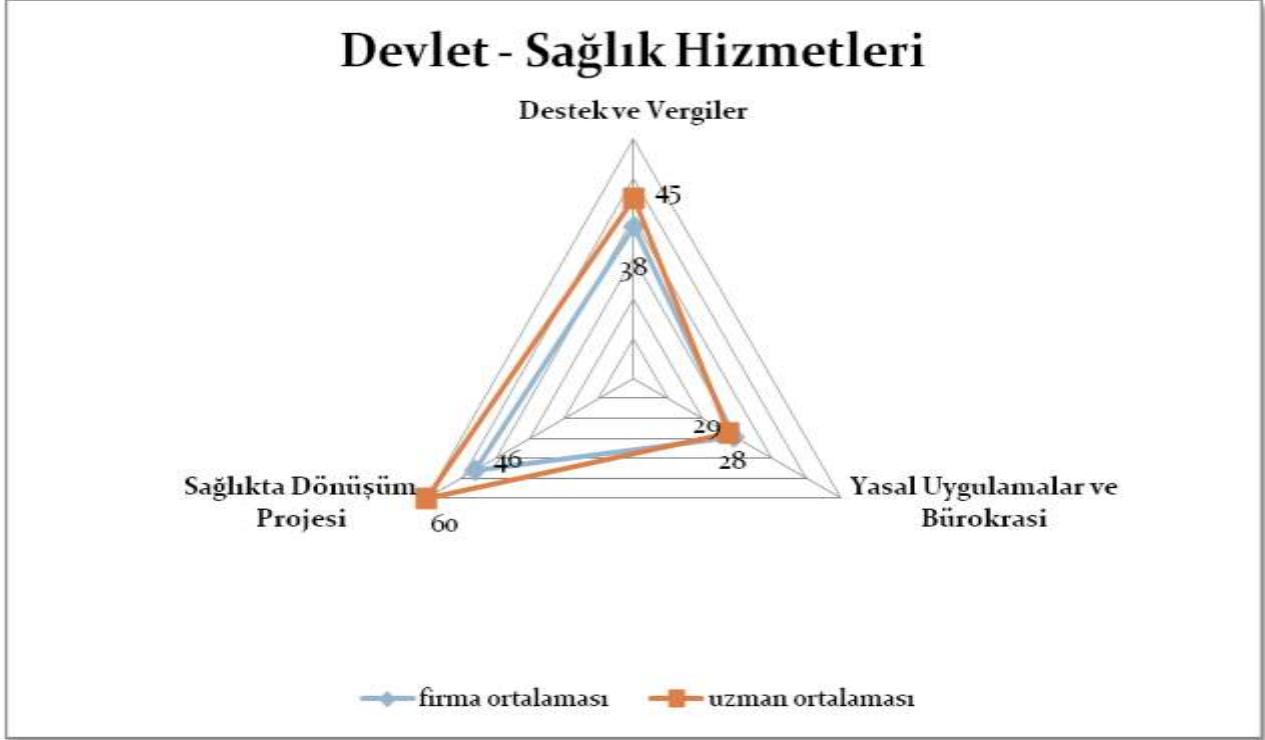 Devlet - Sağlık Hizmetleri
Destek ve Vergiler
45
38
29
28
46
Sağlıkta Dönüşüm
Projesi
60
Yasal Uygulamalar ve
Bürokrasi
firma ortalaması
uzman ortalaması